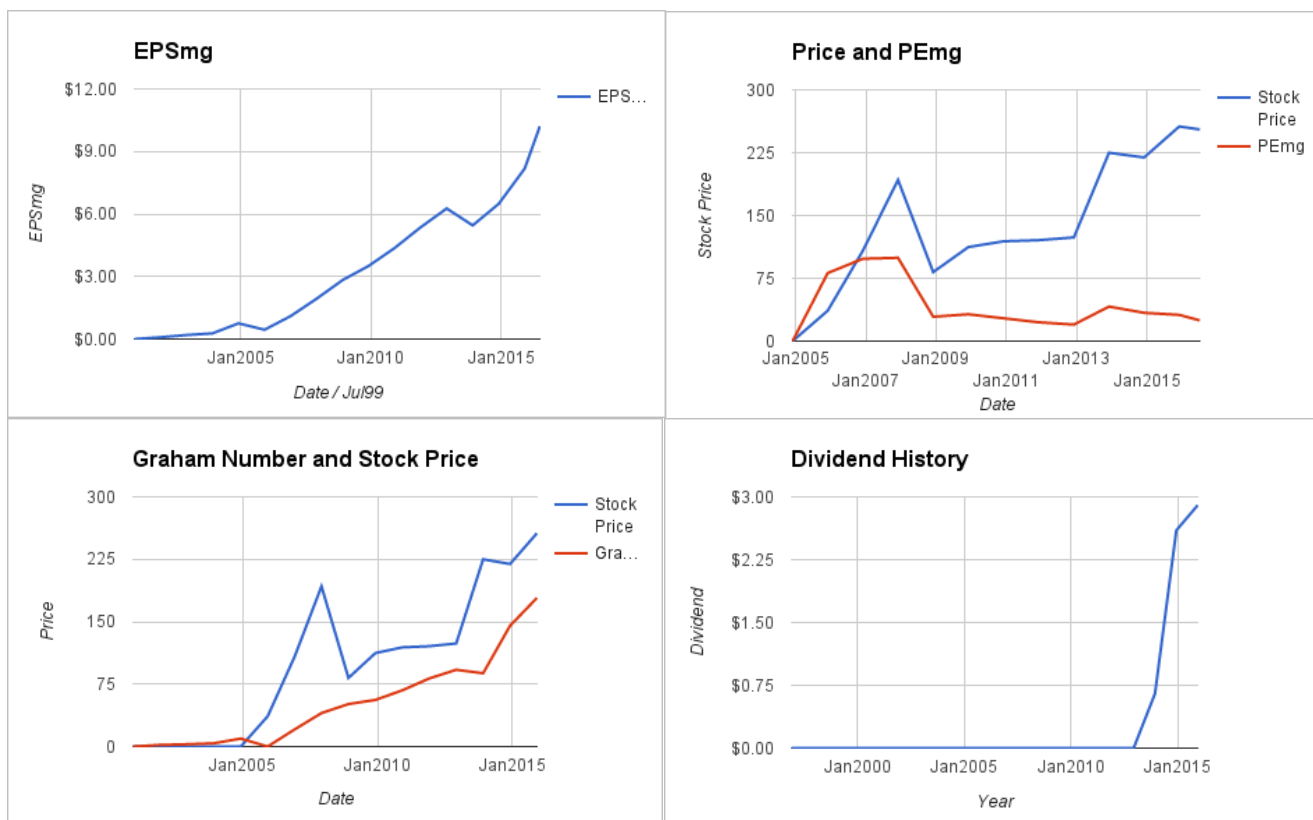 EPSmg
$12.00
$9.00
$6.00
$3.00
$0.00
EPSmg
Jan2005
Jan2010
Jan2015
Date / Jul99
EPS...
Price and PEmg
300
225
150
75
0
Stock Price
Jan2005
Jan2007
Jan2009
Jan2011
Jan2013
Jan2015
Date
Stock
Price
PEmg
Graham Number and Stock Price
300
225
150
75
0
Price
Jan2005
Jan2010
Jan2015
Date
Stock
Price
Gra...
Dividend History
$3.00
$2.25
$1.50
$0.75
$0.00
Dividend
Jan2000
Jan2005
Jan2010
Jan2015
Year